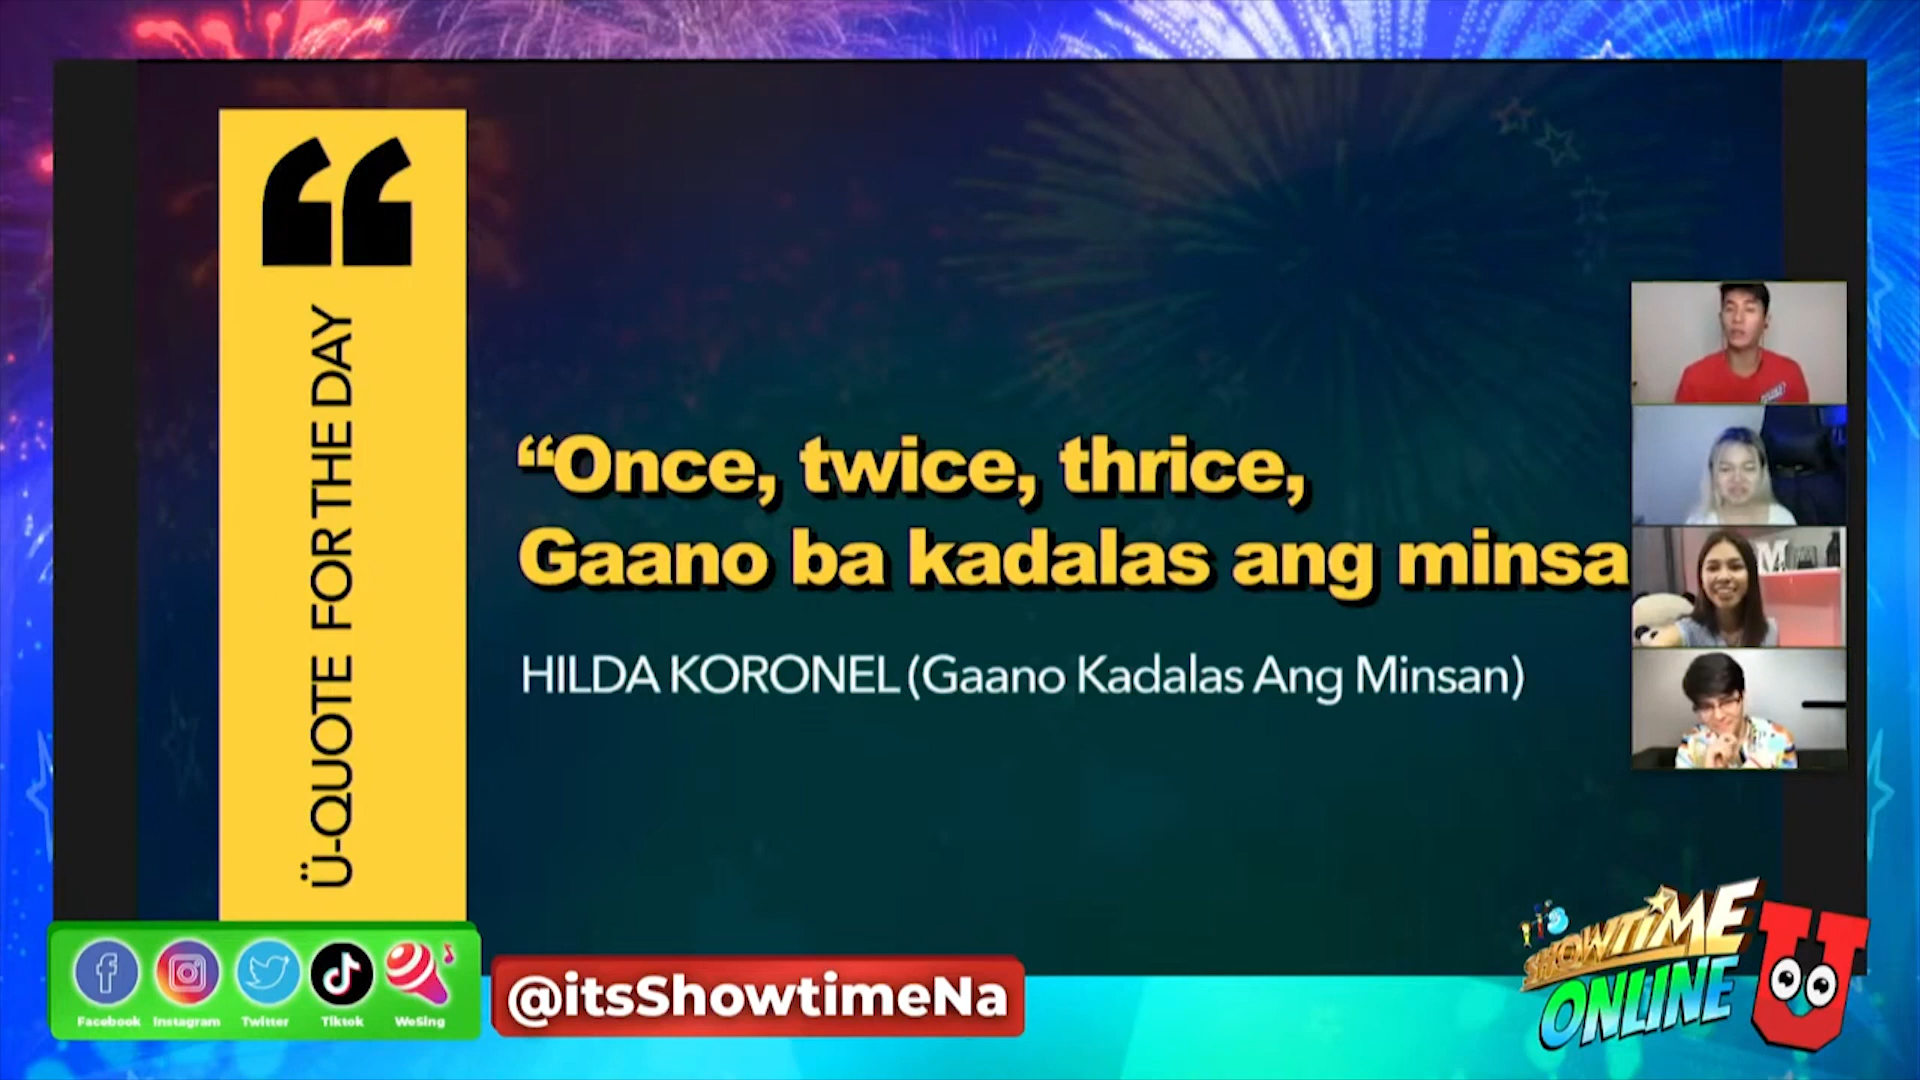 Ü-QUOTE FOR THE DAY
“Once, twice, thrice,
Gaano ba kadalas ang minsa
HILDA KORONEL (Gaano Kadalas Ang Minsan)
M
Facebook Instagram Twitter Tiktok WeSing
@itsShowtimeNa
it's
SHOWTIME
ONLINE U